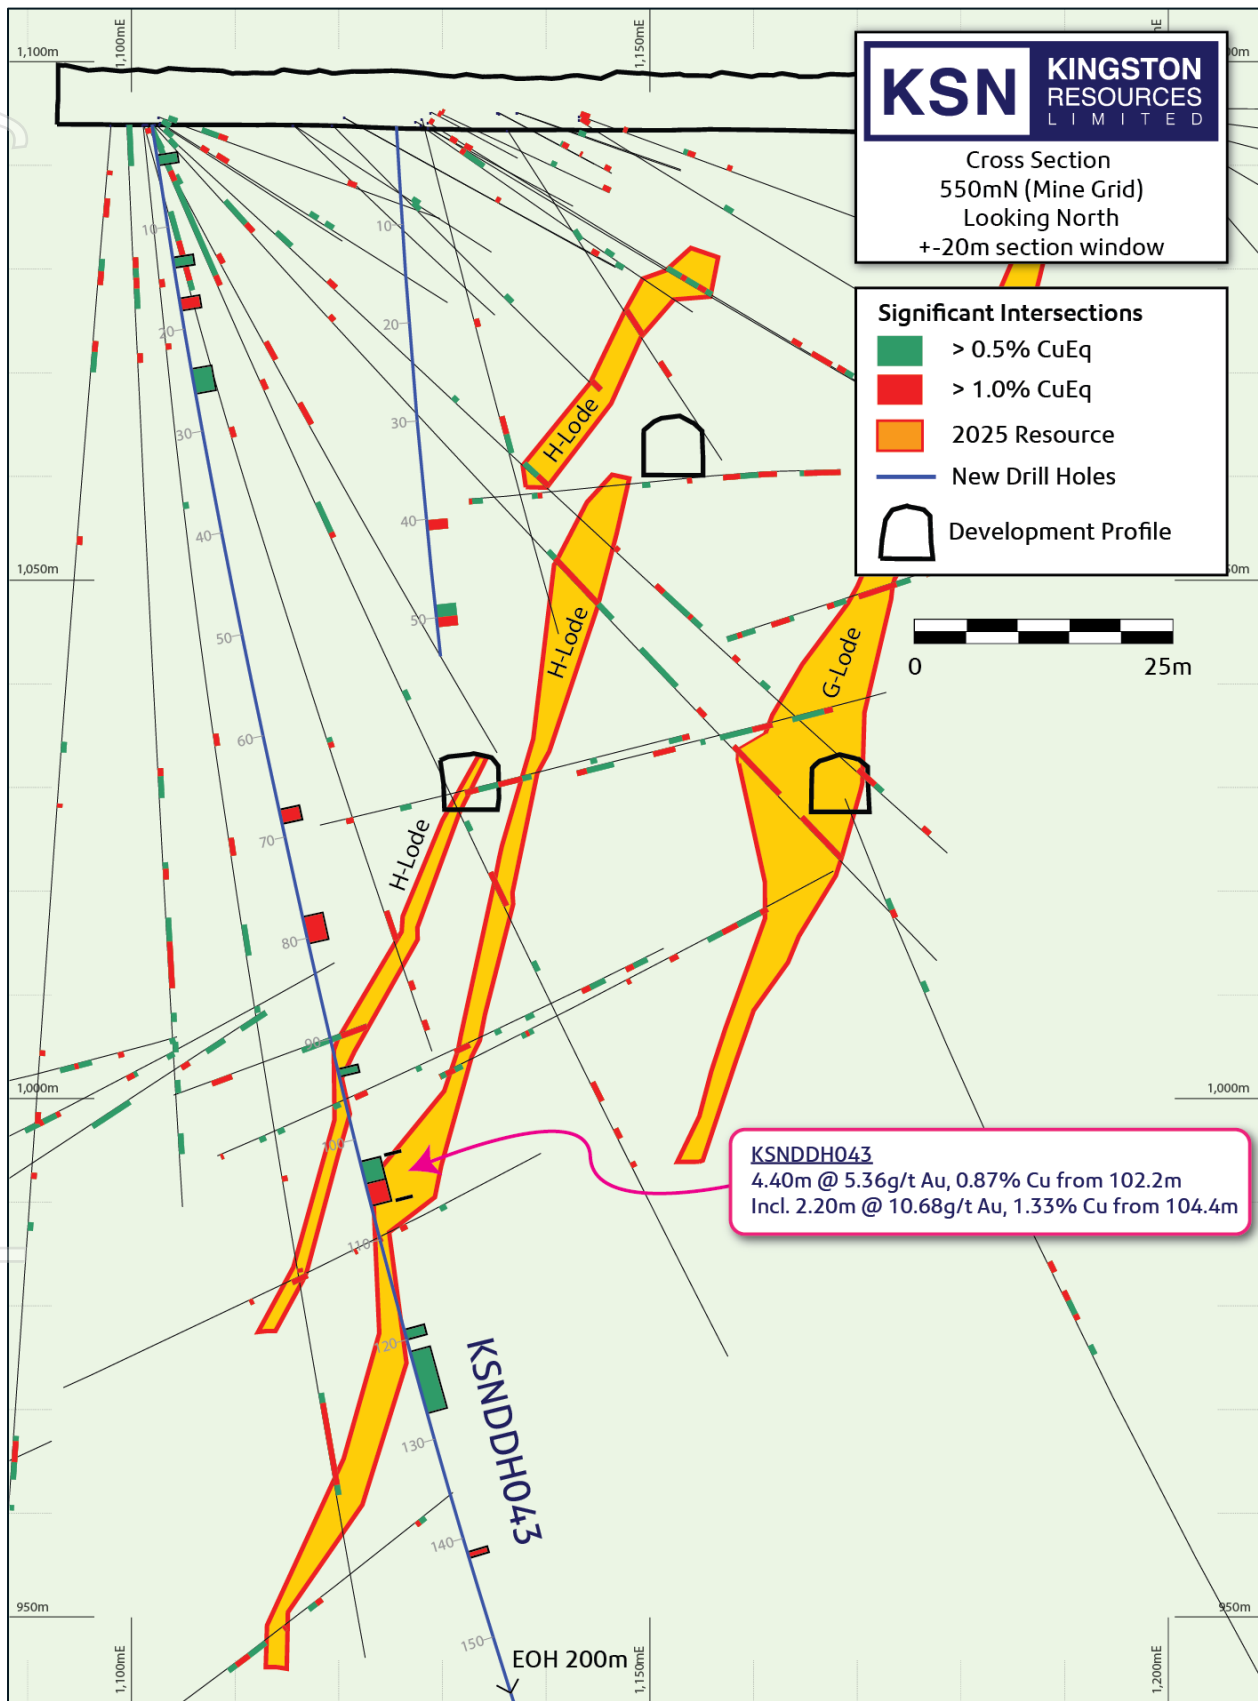 1,100m
1,100mE
1,150mE
mE
00m
KSN
KINGSTON
RESOURCES
LIMITED
Cross Section
550mN (Mine Grid)
Looking North
+-20m section window
Significant Intersections
> 0.5% CuEq
> 1.0% CuEq
2025 Resource
New Drill Holes
Development Profile
0
25m
10
20
30
40
50
60
70
80
90
100
110
120
130
140
150
10
20
30
40
50
H-Lode
H-Lode
H-Lode
G-Lode
1,050m
50m
1,000m
1,000m
KSNDDH043
4.40m @ 5.36g/t Au, 0.87% Cu from 102.2m
Incl. 2.20m @ 10.68g/t Au, 1.33% Cu from 104.4m
KSNDDH043
950m
950m
EOH 200m
1,100mE
1,150mE
1,200mE